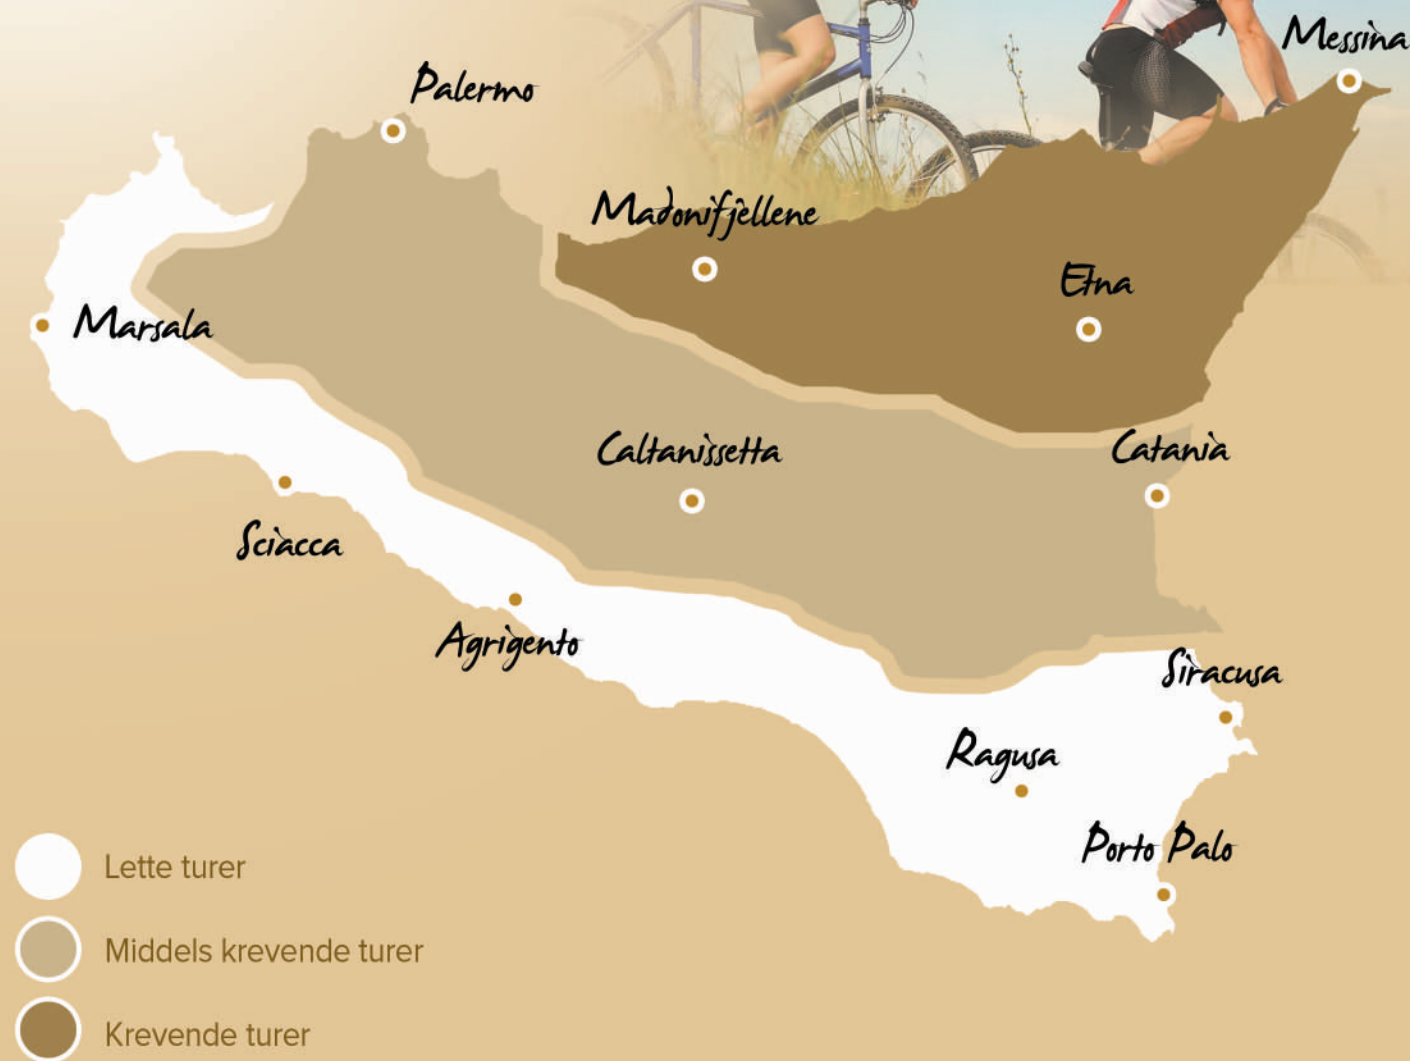 Messina
Palermo
Madonifjellene
Etna
Marsala
Caltanissetta
Catania
Sciacca
Agrigento
Siracusa
Ragusa
Porto Palo
Lette turer
Middels krevende turer
Krevende turer